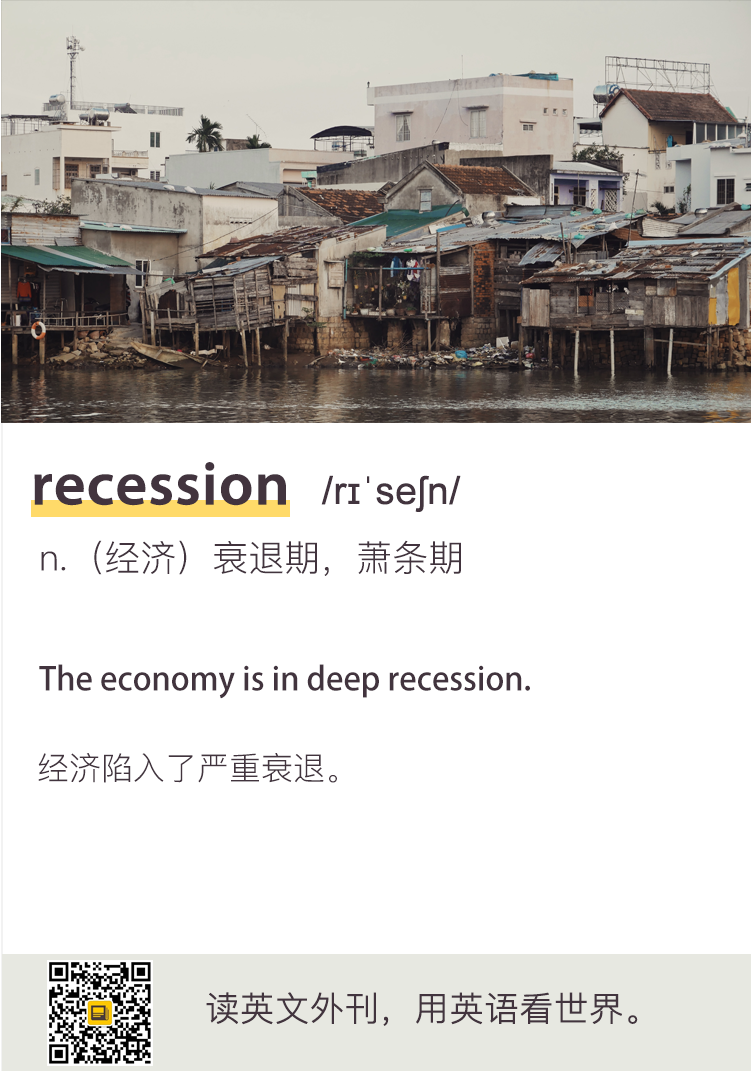 recession /rɪˈseʃn/
n.（经济）衰退期，萧条期
The economy is in deep recession.
经济陷入了严重衰退。
读英文外刊，用英语看世界。